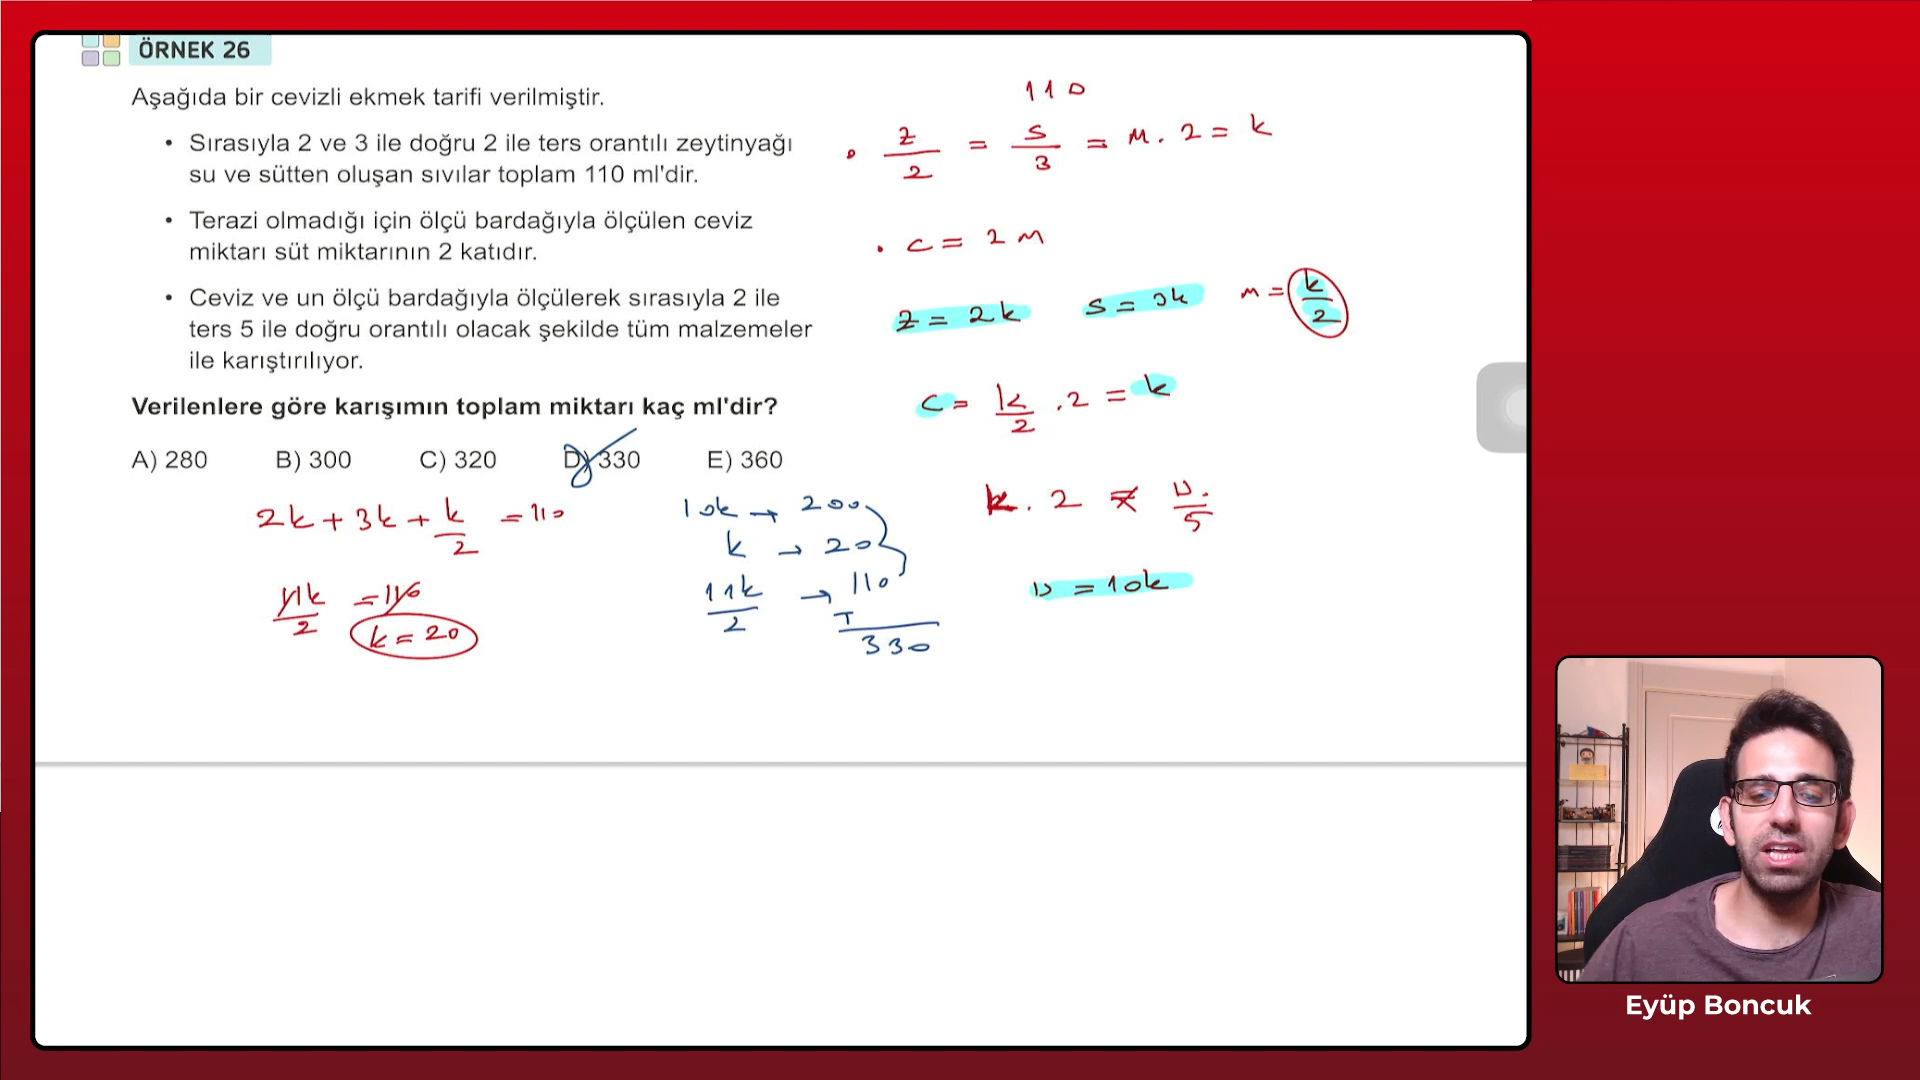 ÖRNEK 26
Aşağıda bir cevizli ekmek tarifi verilmiştir.
• Sırasıyla 2 ve 3 ile doğru 2 ile ters orantılı zeytinyağı
su ve sütten oluşan sıvılar toplam 110 ml'dir.
• Terazi olmadığı için ölçü bardağıyla ölçülen ceviz
miktarı süt miktarının 2 katıdır.
• Ceviz ve un ölçü bardağıyla ölçülerek sırasıyla 2 ile
ters 5 ile doğru orantılı olacak şekilde tüm malzemeler
ile karıştırılıyor.
Verilenlere göre karışımın toplam miktarı kaç ml'dir?
A) 280 B) 300 C) 320 D) 330 E) 360
2k + 3k + k/2 = 110
11k/2 = 110
k = 20
10k → 200
k → 20
11k/2 → 110
+
330
110
• z/2 = s/3 = m . 2 = k
• c = 2m
z = 2k s = 3k m = k/2
c = k/2 . 2 = k
k . 2 = u/5
u = 10k
Eyüp Boncuk